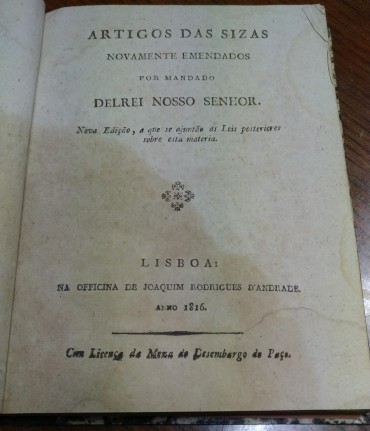 ARTIGOS DAS SIZAS
NOVAMENTE EMENDADOS
POR MANDADO
DELREI NOSSO SENHOR.
Nova Edição, a que se ajuntão as Leis posteriores
sobre esta materia.
LISBOA:
NA OFFICINA DE JOAQUIM RODRIGUES D'ANDRADE.
ANNO 1816.
Com Licença da Meza do Desembargo do Paço.